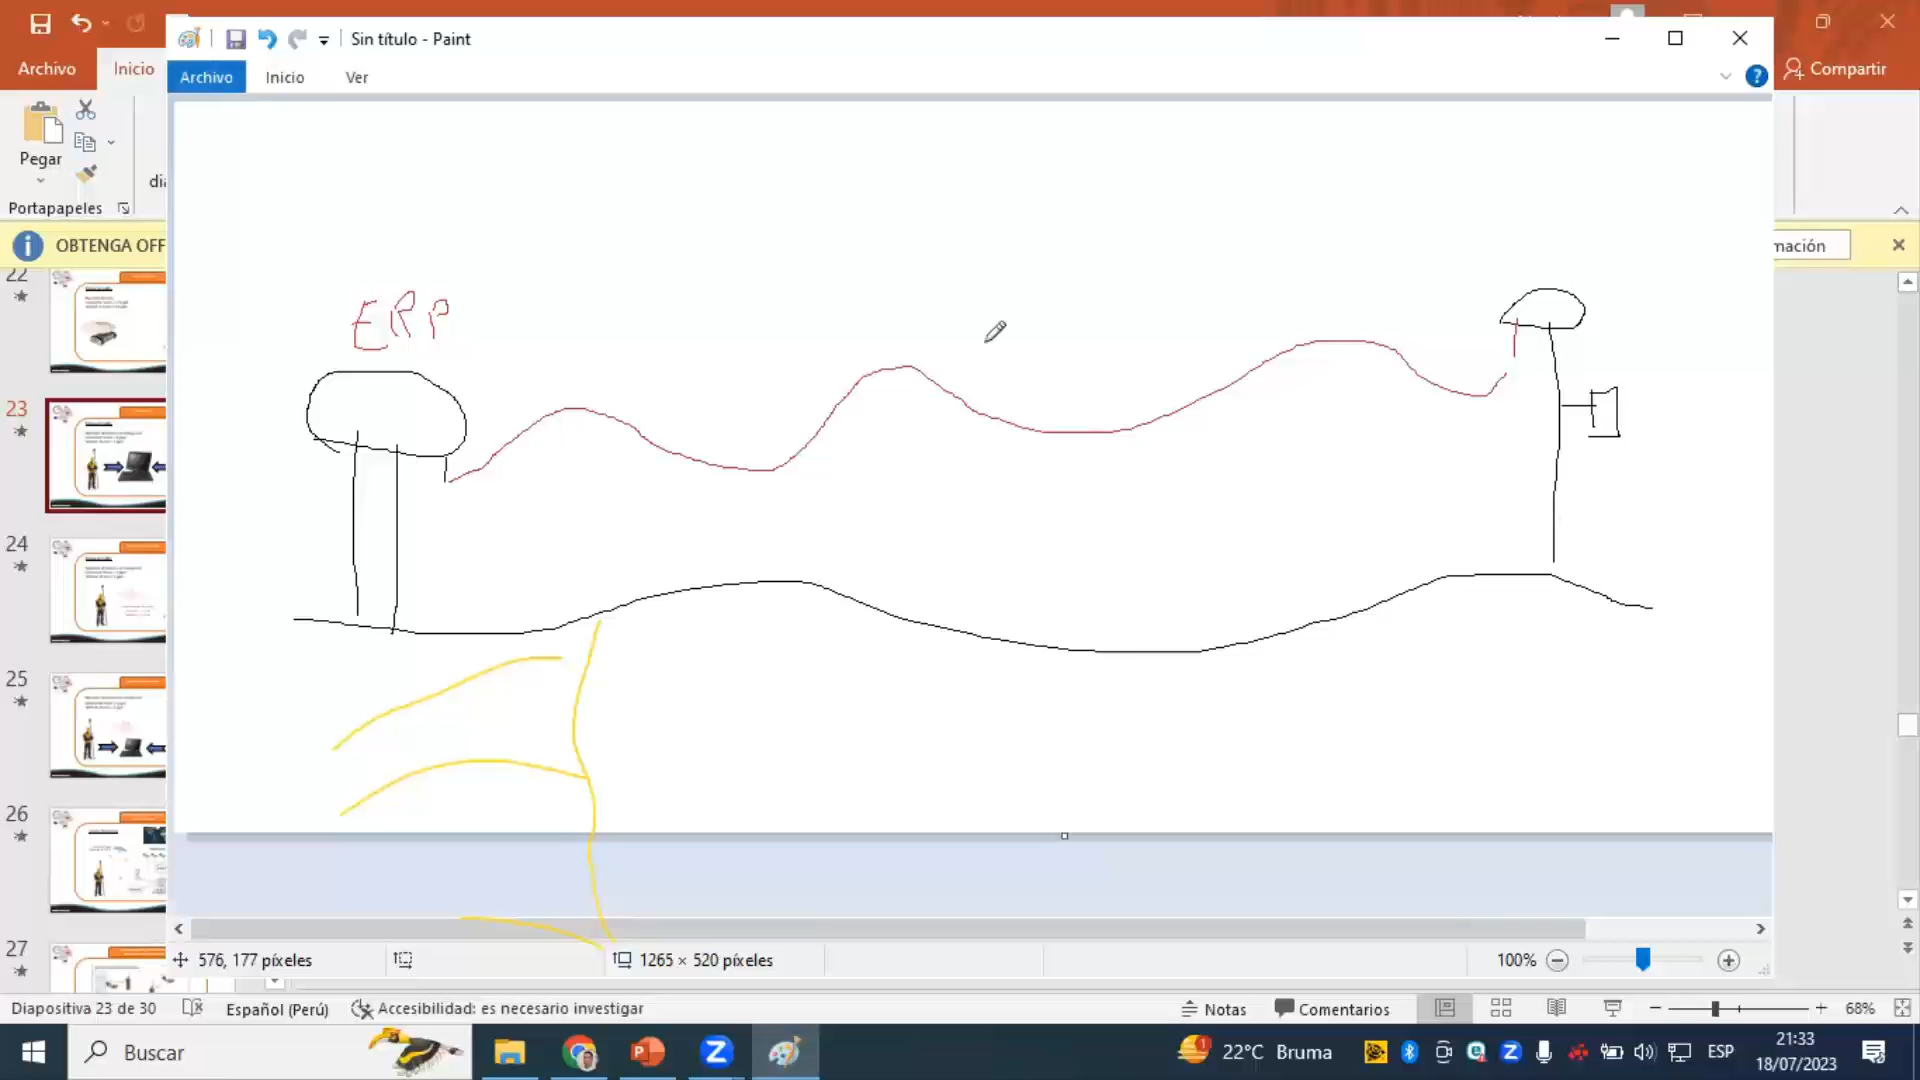 Sin título - Paint
Archivo Inicio Ver
Archivo Inicio
Compartir
Pegar
Portapapeles
OBTENGA OFF
mación
22
23
24
25
26
27
ERP
576, 177 píxeles
1265 × 520 píxeles
100%
Diapositiva 23 de 30
Español (Perú)
Accesibilidad: es necesario investigar
Notas
Comentarios
68%
Buscar
22°C Bruma
ESP
21:33
18/07/2023